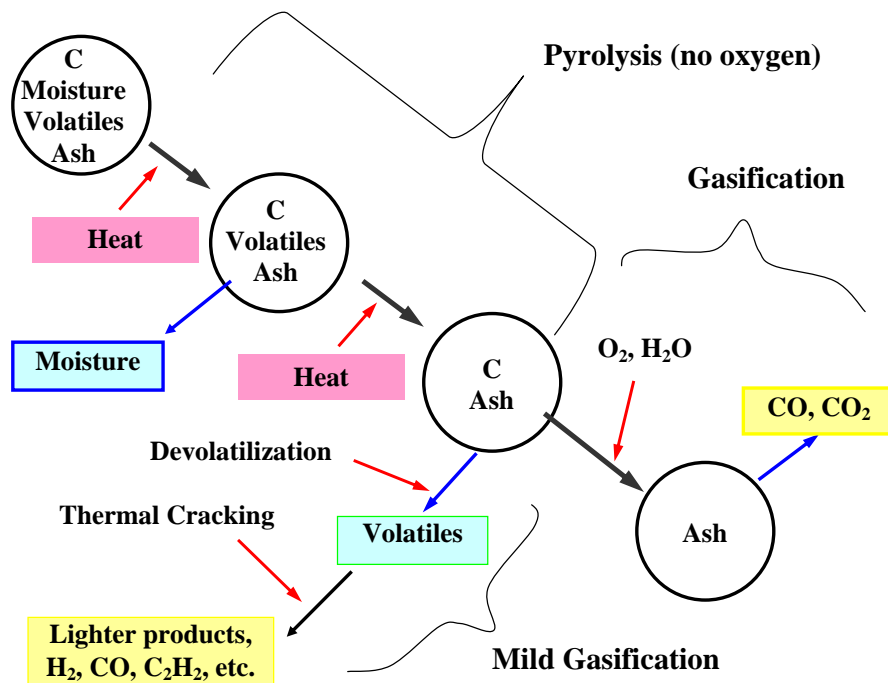 C
Moisture
Volatiles
Ash
Pyrolysis (no oxygen)
Heat
C
Volatiles
Ash
Gasification
Moisture
Heat
C
Ash
O₂, H₂O
CO, CO₂
Devolatilization
Thermal Cracking
Volatiles
Ash
Lighter products,
H₂, CO, C₂H₂, etc.
Mild Gasification